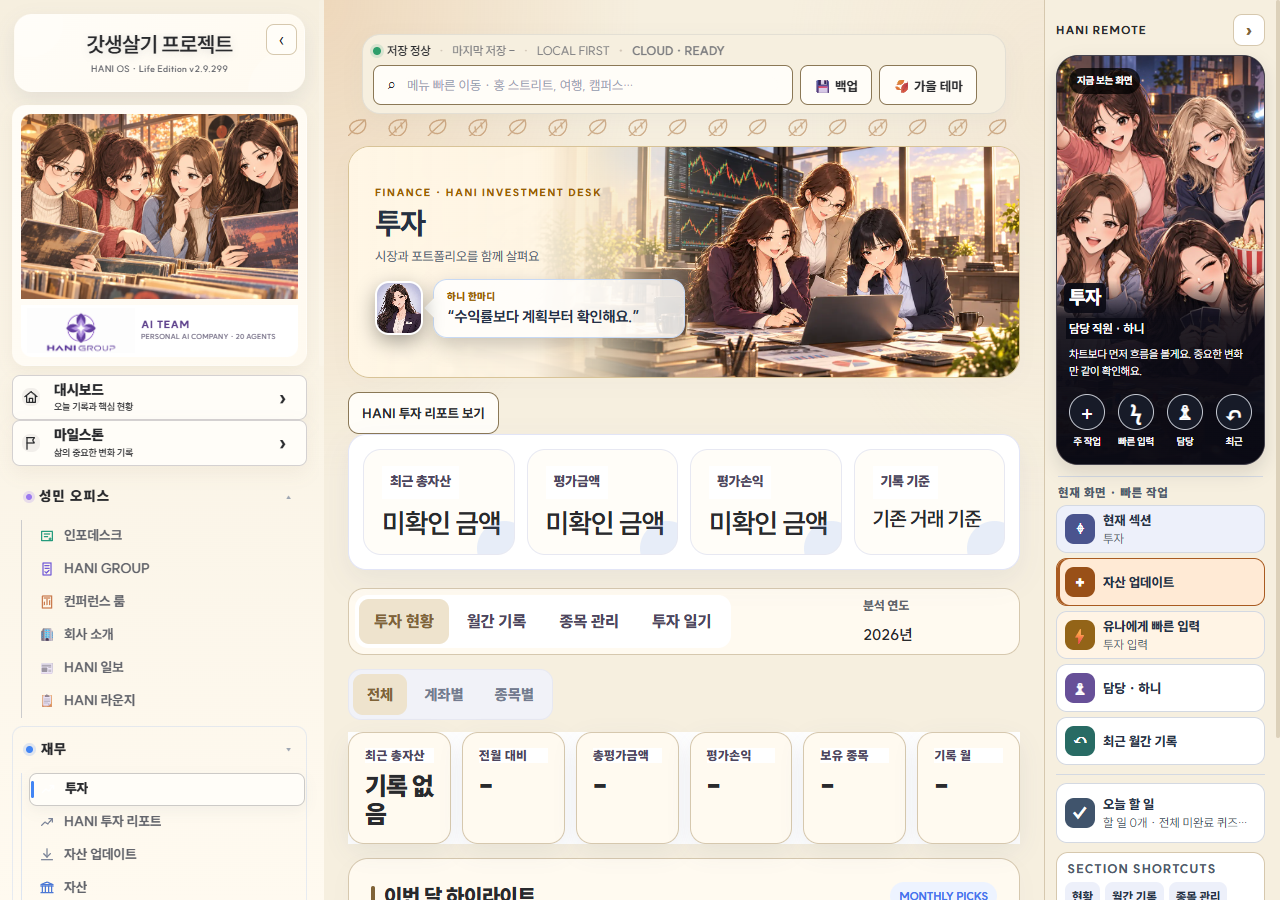 갓생살기 프로젝트
HANI OS · Life Edition v2.9.299
HANI GROUP
AI TEAM
PERSONAL AI COMPANY · 20 AGENTS
대시보드
오늘 기록과 핵심 현황
마일스톤
삶의 중요한 변화 기록
성민 오피스
인포데스크
HANI GROUP
컨퍼런스 룸
회사 소개
HANI 일보
HANI 라운지
재무
투자
HANI 투자 리포트
자산 업데이트
자산
저장 정상 · 마지막 저장 - · LOCAL FIRST · CLOUD · READY
메뉴 빠른 이동 · 홍 스트리트, 여행, 캠퍼스…
백업
가을 테마
FINANCE · HANI INVESTMENT DESK
투자
시장과 포트폴리오를 함께 살펴요
하니 한마디
“수익률보다 계획부터 확인해요.”
HANI 투자 리포트 보기
최근 총자산
미확인 금액
평가금액
미확인 금액
평가손익
미확인 금액
기록 기준
기존 거래 기준
투자 현황
월간 기록
종목 관리
투자 일기
분석 연도
2026년
전체
계좌별
종목별
최근 총자산
기록 없
음
전월 대비
-
총평가금액
-
평가손익
-
보유 종목
-
기록 월
-
이번 달 하이라이트
MONTHLY PICKS
HANI REMOTE
지금 보는 화면
투자
담당 직원 · 하니
차트보다 먼저 흐름을 볼게요. 중요한 변화
만 같이 확인해요.
주 작업
빠른 입력
담당
최근
현재 화면 · 빠른 작업
현재 섹션
투자
자산 업데이트
유나에게 빠른 입력
투자 입력
담당 · 하니
최근 월간 기록
오늘 할 일
할 일 0개 · 전체 미완료 퀴즈…
SECTION SHORTCUTS
현황
월간 기록
종목 관리